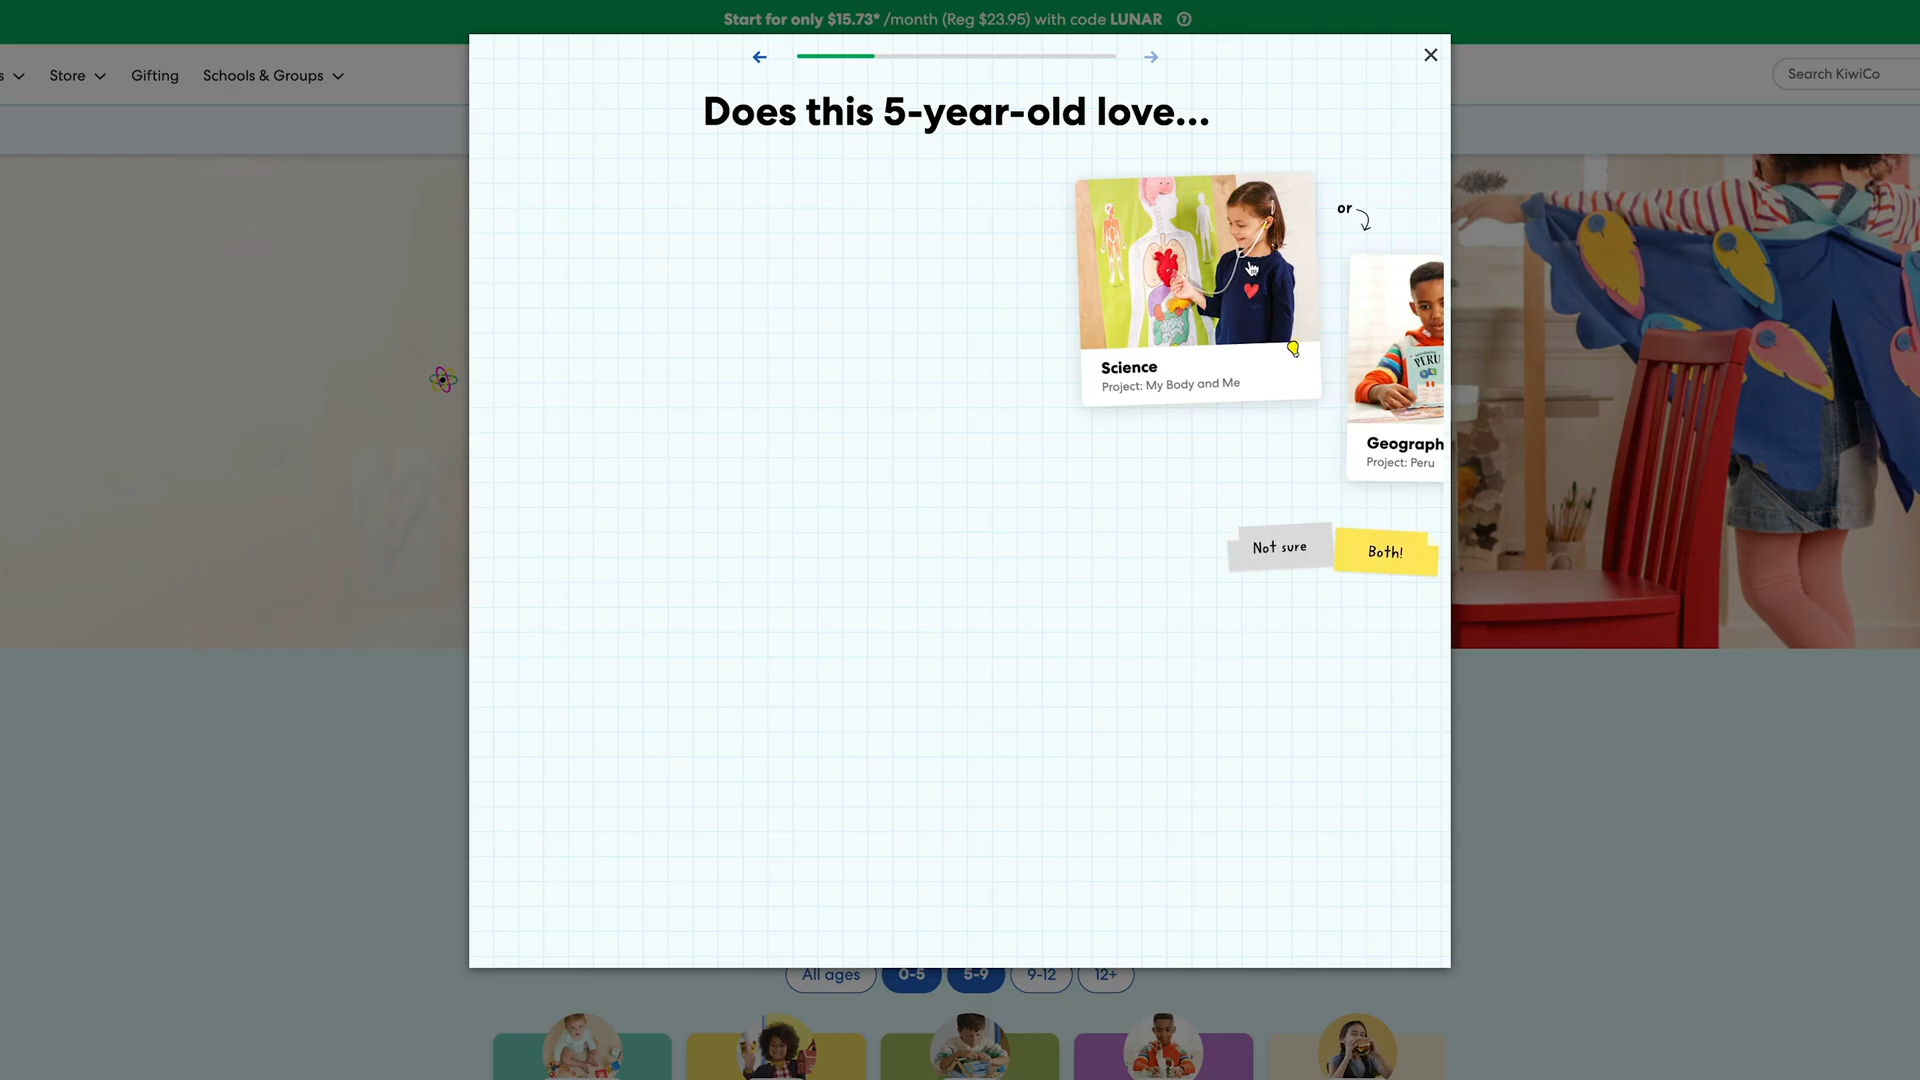 Start for only $15.73* /month (Reg $23.95) with code LUNAR ?
s Store Gifting Schools & Groups
Search KiwiCo
Does this 5-year-old love...
or
Science
Project: My Body and Me
PERU
Geograph
Project: Peru
Not sure
Both!
All ages 0-5 5-9 9-12 12+